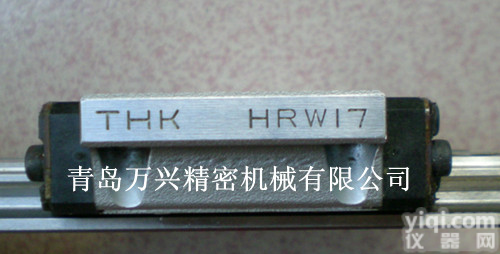 THK HRW17
青岛万兴精密机械有限公司
yiqi.com
仪器网